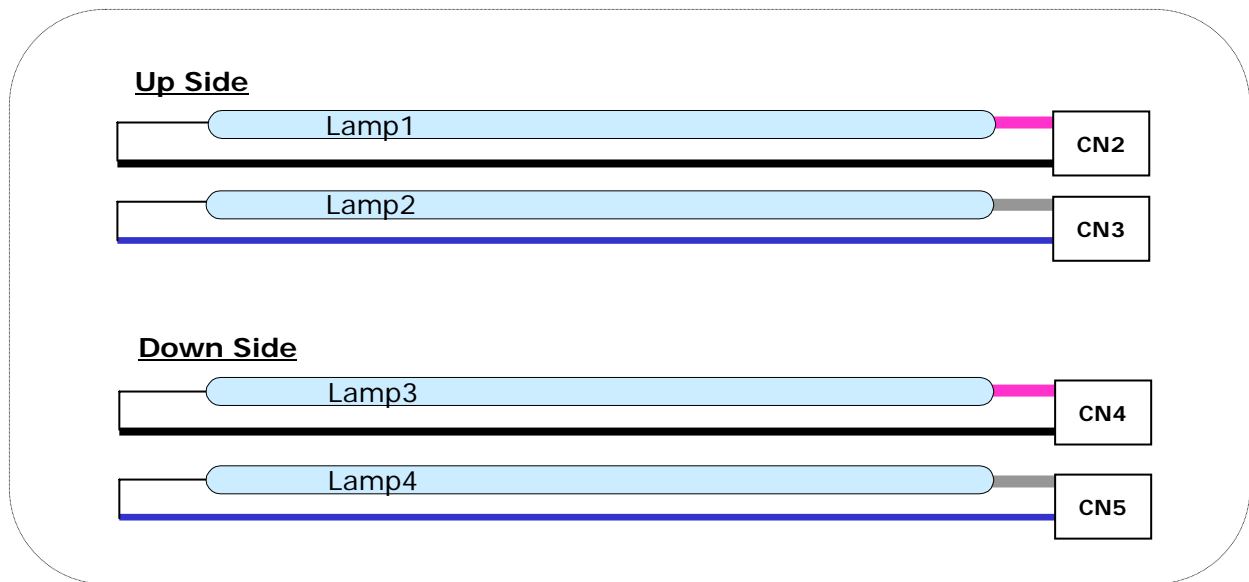 Up Side
Lamp1
CN2
Lamp2
CN3
Down Side
Lamp3
CN4
Lamp4
CN5